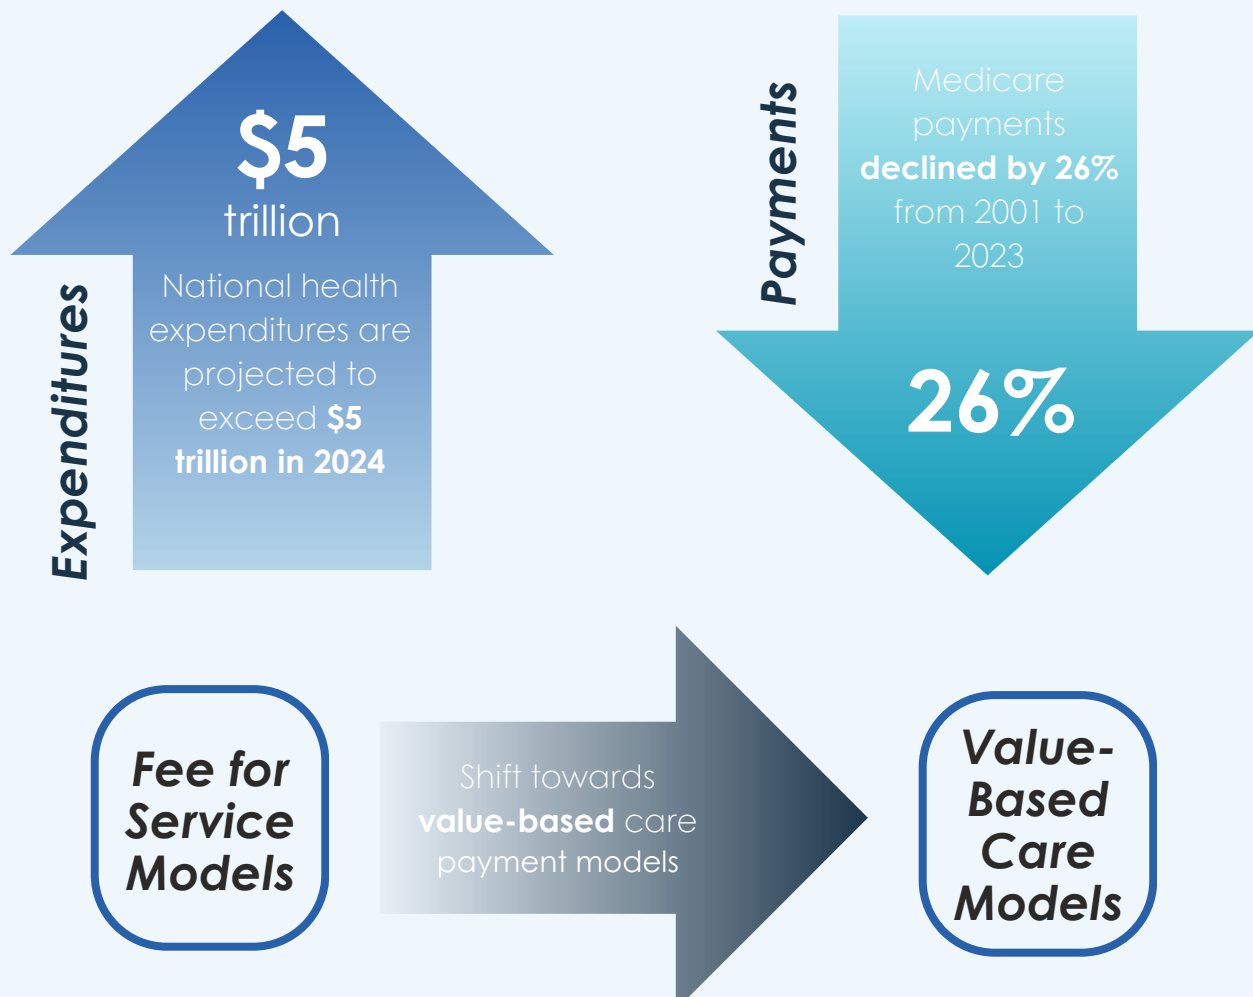 $5
trillion
National health
expenditures are
projected to
exceed $5
trillion in 2024
Expenditures
Payments
Medicare
payments
declined by 26%
from 2001 to
2023
26%
Fee for
Service
Models
Shift towards
value-based care
payment models
Value-
Based
Care
Models